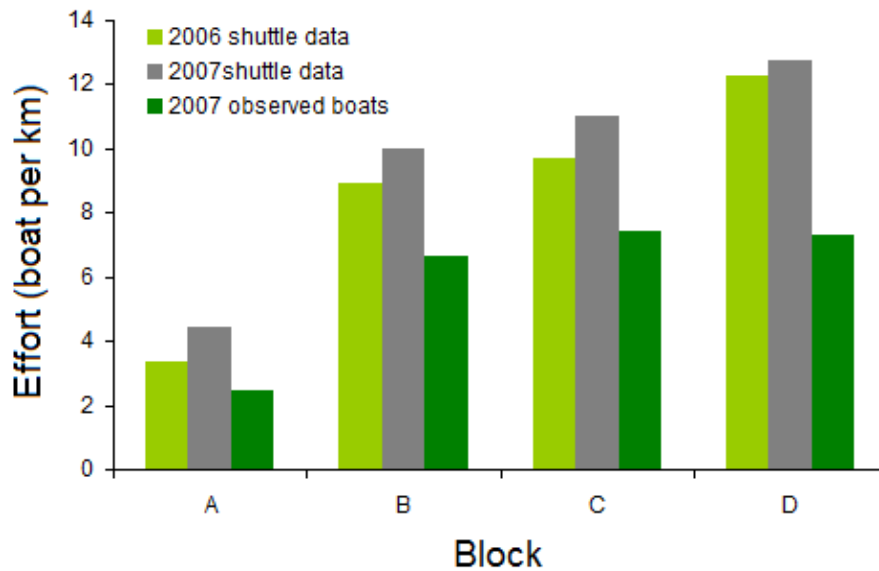 14
12
10
8
6
4
2
0
Effort (boat per km)
2006 shuttle data
2007shuttle data
2007 observed boats
A B C D
Block